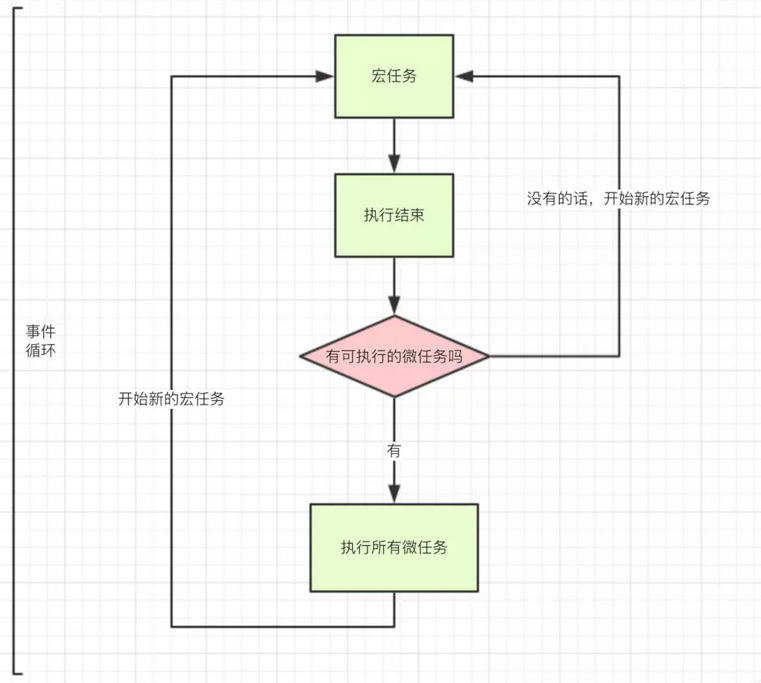 宏任务
执行结束
没有的话，开始新的宏任务
事件
循环
有可执行的微任务吗
开始新的宏任务
有
执行所有微任务